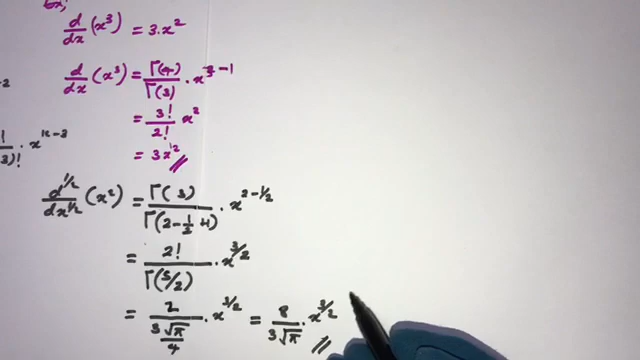 Ex;
d/dx (x³) = 3·x²
d/dx (x³) = Γ(4)/Γ(3) · x^(3-1)
= 3!/2! x²
= 3x²
)! · x^(k-3)
d^(1/2)/dx^(1/2) (x²) = Γ(3)/Γ(2-1/2+1) · x^(2-1/2)
= 2!/Γ(5/2) · x^(3/2)
= 2/(3√π/4) · x^(3/2) = 8/(3√π) · x^(3/2)